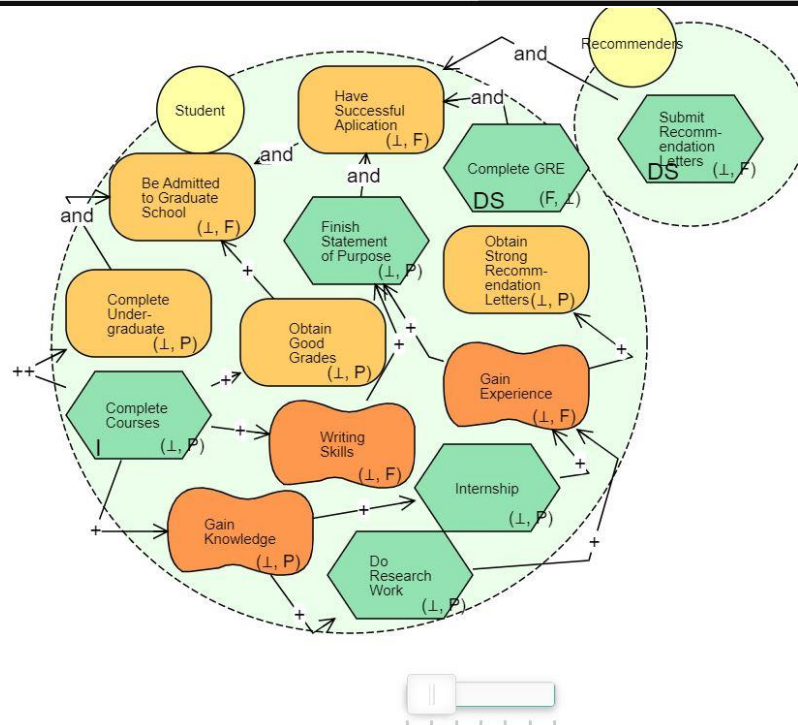 Recommenders
and
Student
Have
Successful
Aplication
(⊥, F)
and
Submit
Recomm-
endation
Letters
DS
(⊥, F)
and
Complete GRE
DS
(F, ⊥)
and
Be Admitted
to Graduate
School
(⊥, F)
and
Finish
Statement
of Purpose
(⊥, P)
Obtain
Strong
Recomm-
endation
Letters
(⊥, P)
+
Complete
Under-
graduate
(⊥, P)
Obtain
Good
Grades
(⊥, P)
+
+
+
++
+
Gain
Experience
(⊥, F)
Complete
Courses
I
(⊥, P)
+
Writing
Skills
(⊥, F)
+
Internship
(⊥, P)
+
+
Gain
Knowledge
(⊥, P)
+
Do
Research
Work
(⊥, P)
+